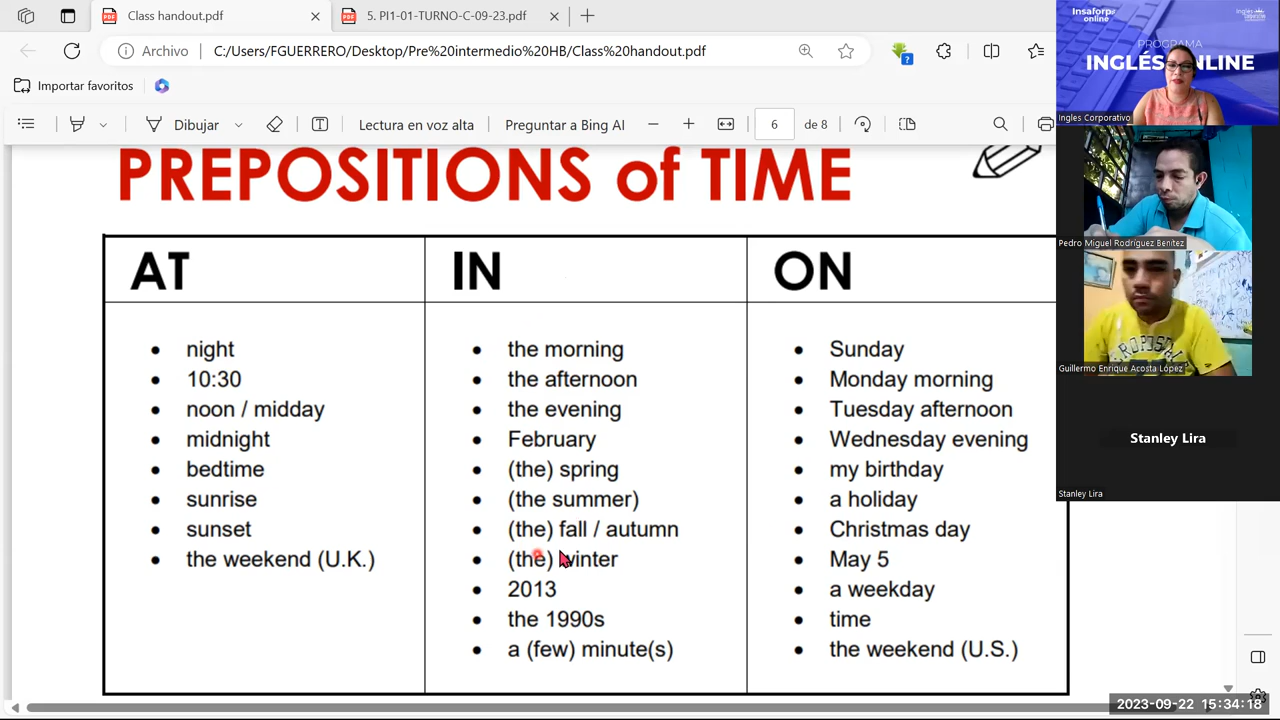 Class handout.pdf
5.131-01-TURNO-C-09-23.pdf
Archivo
C:/Users/FGUERRERO/Desktop/Pre%20Intermedio%20HB/Class%20handout.pdf
Importar favoritos
Dibujar
Lectura en voz alta
Preguntar a Bing AI
6
de 8
PREPOSITIONS of TIME
AT
night
10:30
noon / midday
midnight
bedtime
sunrise
sunset
the weekend (U.K.)
IN
the morning
the afternoon
the evening
February
(the) spring
(the summer)
(the) fall / autumn
(the) winter
2013
the 1990s
a (few) minute(s)
ON
Sunday
Monday morning
Tuesday afternoon
Wednesday evening
my birthday
a holiday
Christmas day
May 5
a weekday
time
the weekend (U.S.)
Insaforp
online
PROGRAMA
INGLÉS ONLINE
Ingles Corporativo
Pedro Miguel Rodríguez Benitez
Guillermo Enrique Acosta López
Stanley Lira
Stanley Lira
2023-09-22 15:34:18